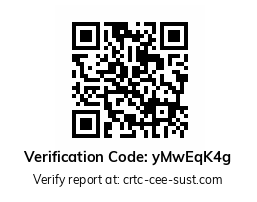 Verification Code: yMwEqK4g
Verify report at: crtc-cee-sust.com